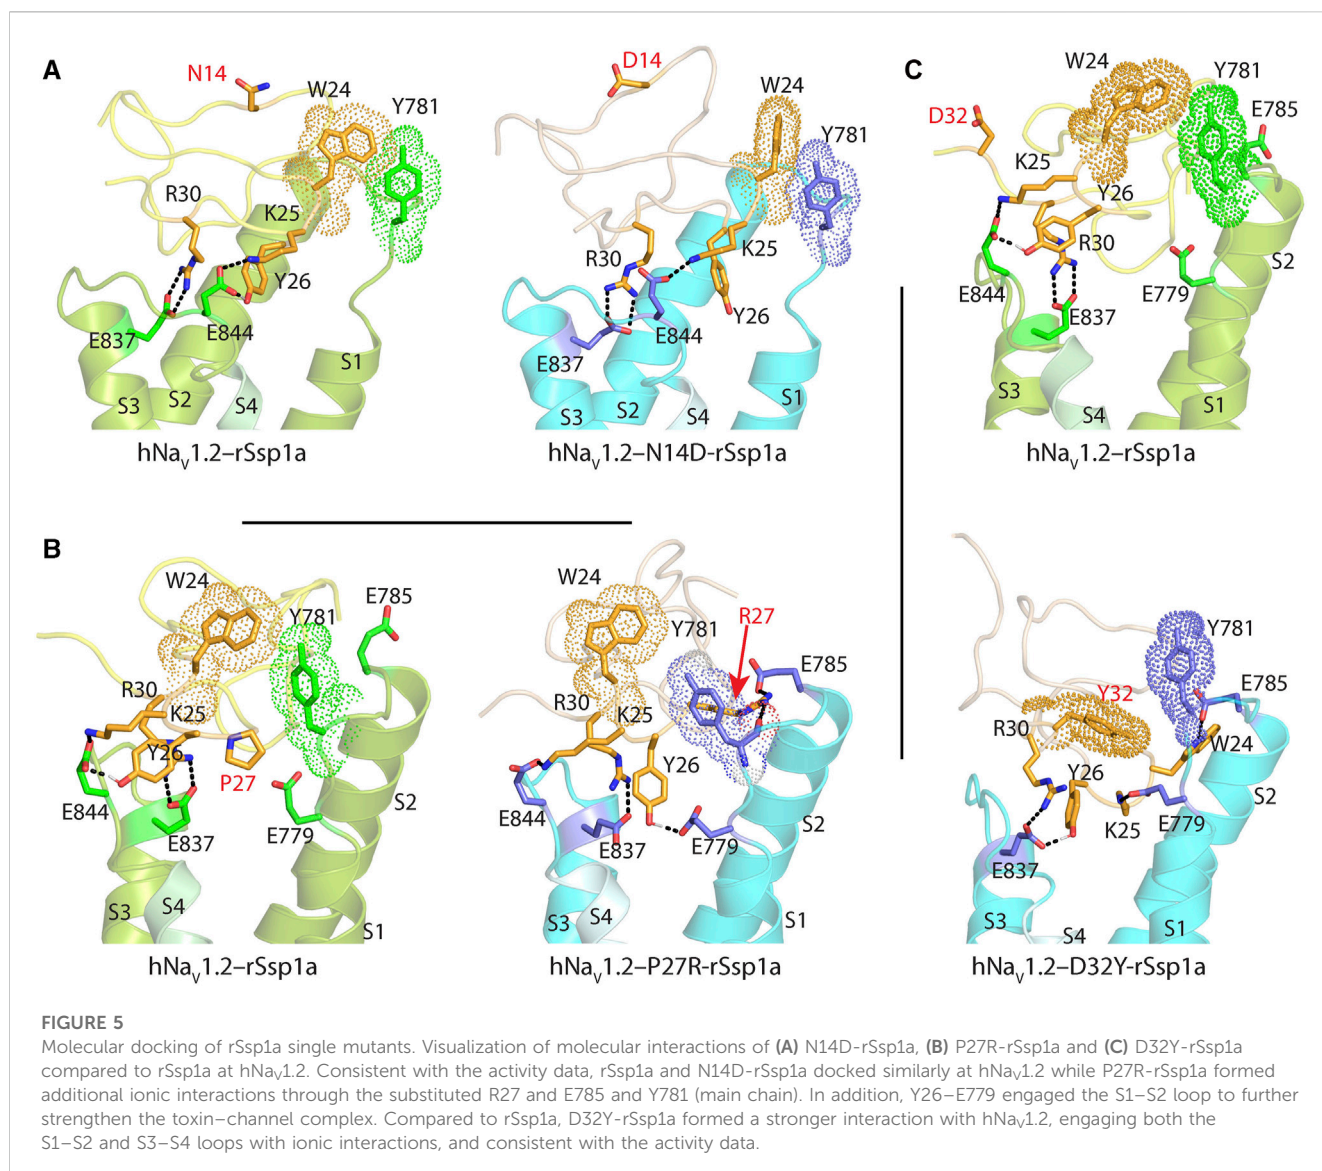 A
N14
W24
Y781
R30
K25
Y26
E837
E844
S1
S2
S3
S4
hNaV1.2–rSsp1a
D14
W24
Y781
R30
K25
Y26
E844
E837
S1
S2
S3
S4
hNaV1.2–N14D-rSsp1a
C
W24
Y781
E785
D32
K25
Y26
R30
S2
E844
E779
E837
S3
S4
S1
hNaV1.2–rSsp1a
B
W24
Y781
E785
R30
K25
Y26
P27
E844
E837
E779
S2
S3
S4
S1
hNaV1.2–rSsp1a
W24
Y781
R27
E785
R30
K25
Y26
E844
E837
E779
S2
S3
S4
S1
hNaV1.2–P27R-rSsp1a
Y781
E785
Y32
R30
W24
Y26
K25
E779
S2
E837
S3
S4
S1
hNaV1.2–D32Y-rSsp1a
FIGURE 5
Molecular docking of rSsp1a single mutants. Visualization of molecular interactions of (A) N14D-rSsp1a, (B) P27R-rSsp1a and (C) D32Y-rSsp1a
compared to rSsp1a at hNaV1.2. Consistent with the activity data, rSsp1a and N14D-rSsp1a docked similarly at hNaV1.2 while P27R-rSsp1a formed
additional ionic interactions through the substituted R27 and E785 and Y781 (main chain). In addition, Y26–E779 engaged the S1–S2 loop to further
strengthen the toxin–channel complex. Compared to rSsp1a, D32Y-rSsp1a formed a stronger interaction with hNaV1.2, engaging both the
S1–S2 and S3–S4 loops with ionic interactions, and consistent with the activity data.